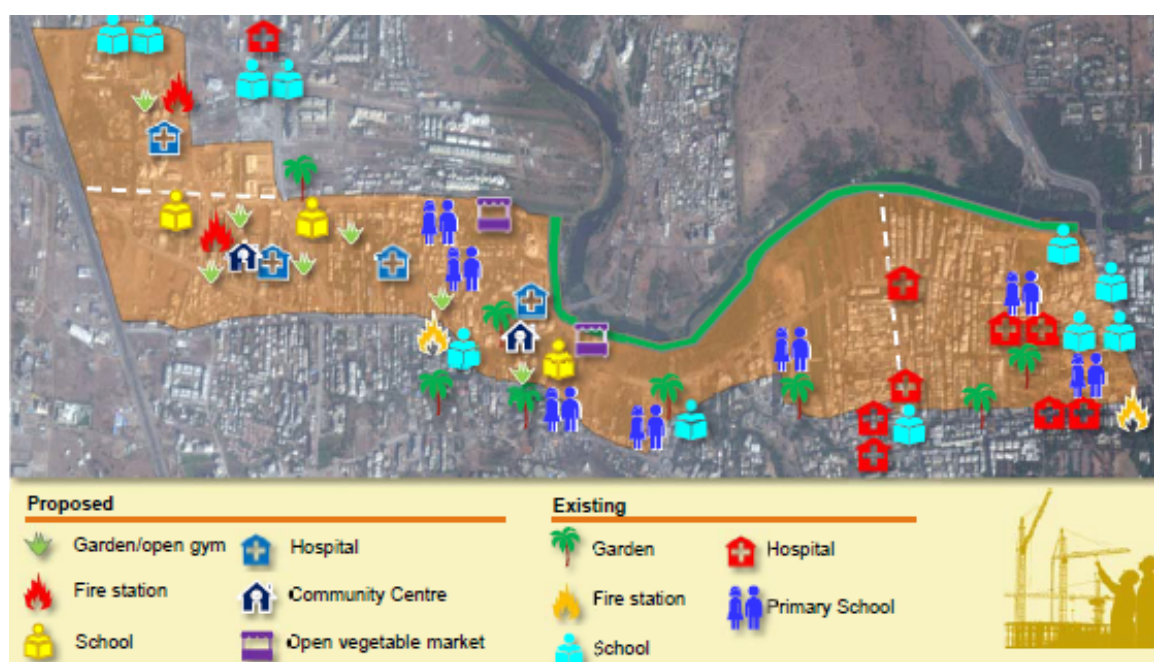 Proposed
Garden/open gym
Hospital
Fire station
Community Centre
School
Open vegetable market
Existing
Garden
Hospital
Fire station
Primary School
School